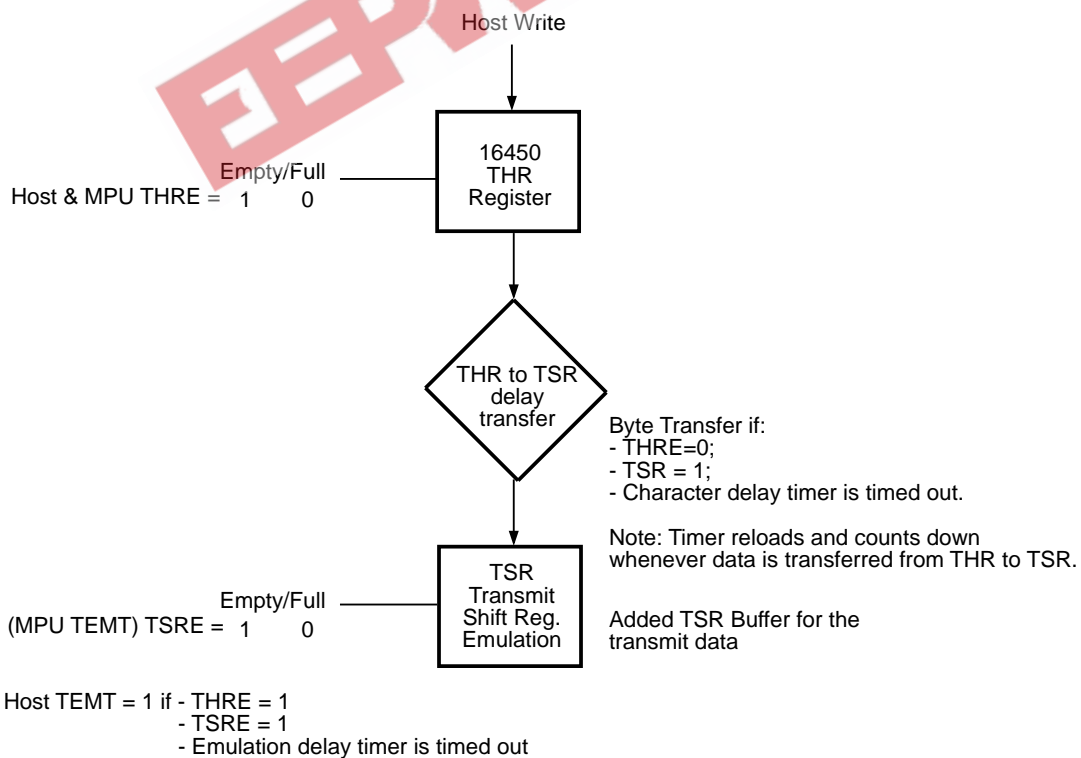 Host Write
16450
THR
Register
Empty/Full
Host & MPU THRE = 1 0
THR to TSR
delay
transfer
Byte Transfer if:
- THRE=0;
- TSR = 1;
- Character delay timer is timed out.
Note: Timer reloads and counts down
whenever data is transferred from THR to TSR.
TSR
Transmit
Shift Reg.
Emulation
Empty/Full
(MPU TEMT) TSRE = 1 0
Added TSR Buffer for the
transmit data
Host TEMT = 1 if - THRE = 1
- TSRE = 1
- Emulation delay timer is timed out